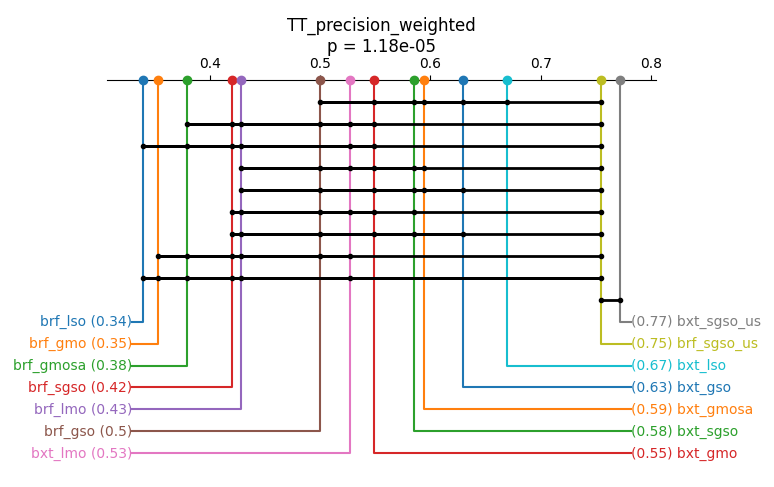 TT_precision_weighted
p = 1.18e-05
0.4 0.5 0.6 0.7 0.8
brf_lso (0.34) (0.77) bxt_sgso_us
brf_gmo (0.35) (0.75) brf_sgso_us
brf_gmosa (0.38) (0.67) bxt_lso
brf_sgso (0.42) (0.63) bxt_gso
brf_lmo (0.43) (0.59) bxt_gmosa
brf_gso (0.5) (0.58) bxt_sgso
bxt_lmo (0.53) (0.55) bxt_gmo